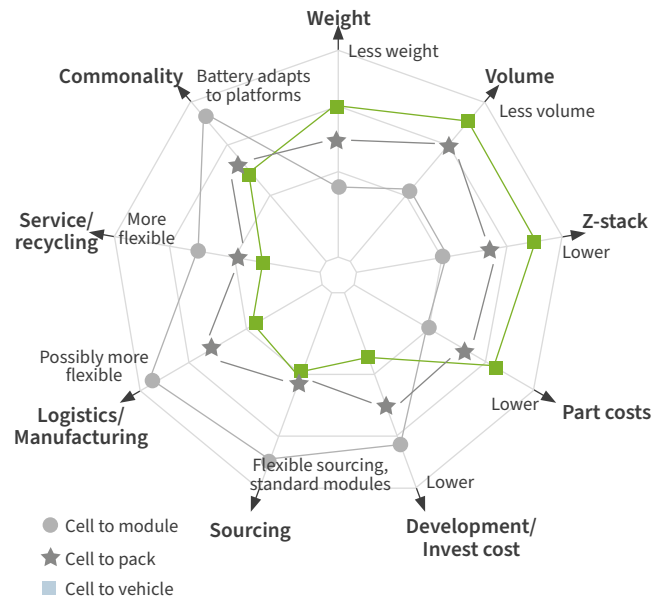 Weight
Less weight
Commonality
Battery adapts
to platforms
Volume
Less volume
Service/
recycling
More
flexible
Z-stack
Lower
Possibly more
flexible
Logistics/
Manufacturing
Lower
Part costs
Flexible sourcing,
standard modules
Lower
Sourcing
Development/
Invest cost
Cell to module
Cell to pack
Cell to vehicle